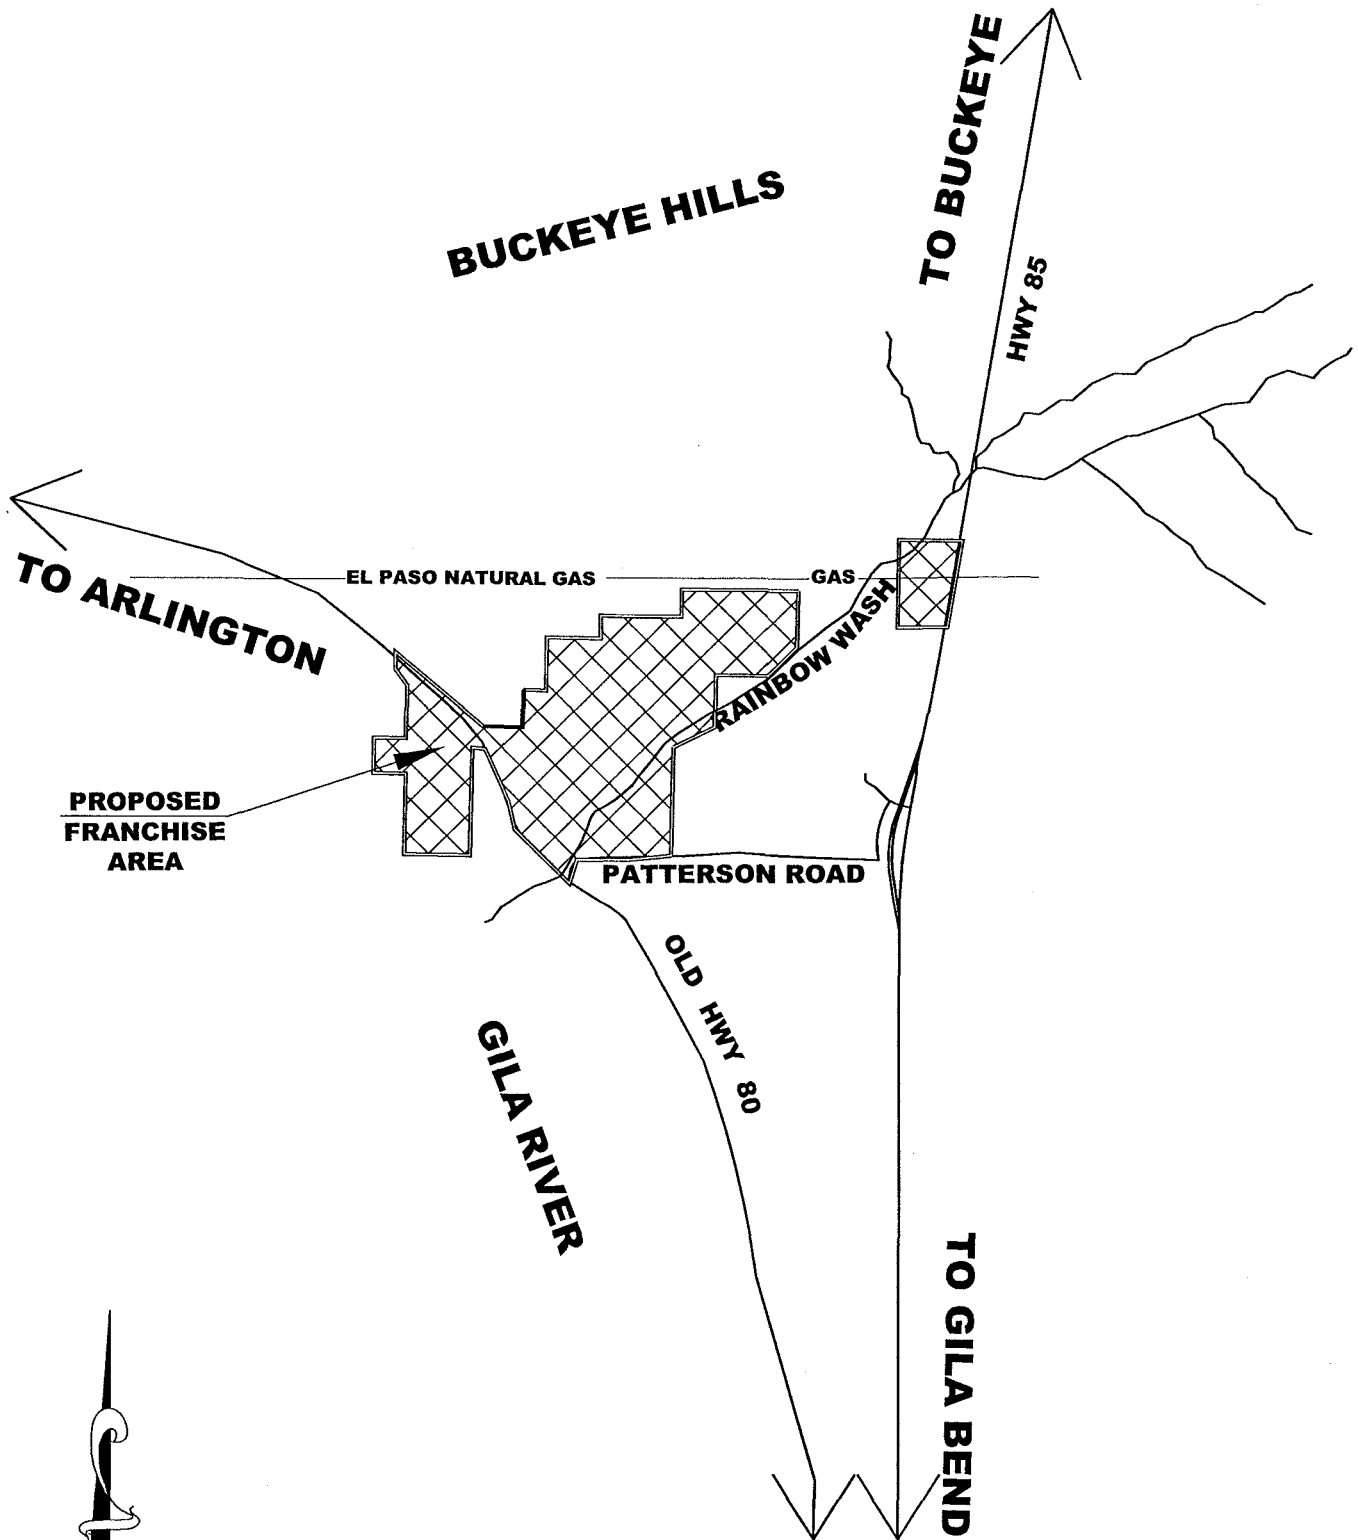 TO BUCKEYE
BUCKEYE HILLS
HWY 85
TO ARLINGTON
EL PASO NATURAL GAS
GAS
RAINBOW WASH
PROPOSED
FRANCHISE
AREA
PATTERSON ROAD
OLD HWY 80
GILA RIVER
TO GILA BEND